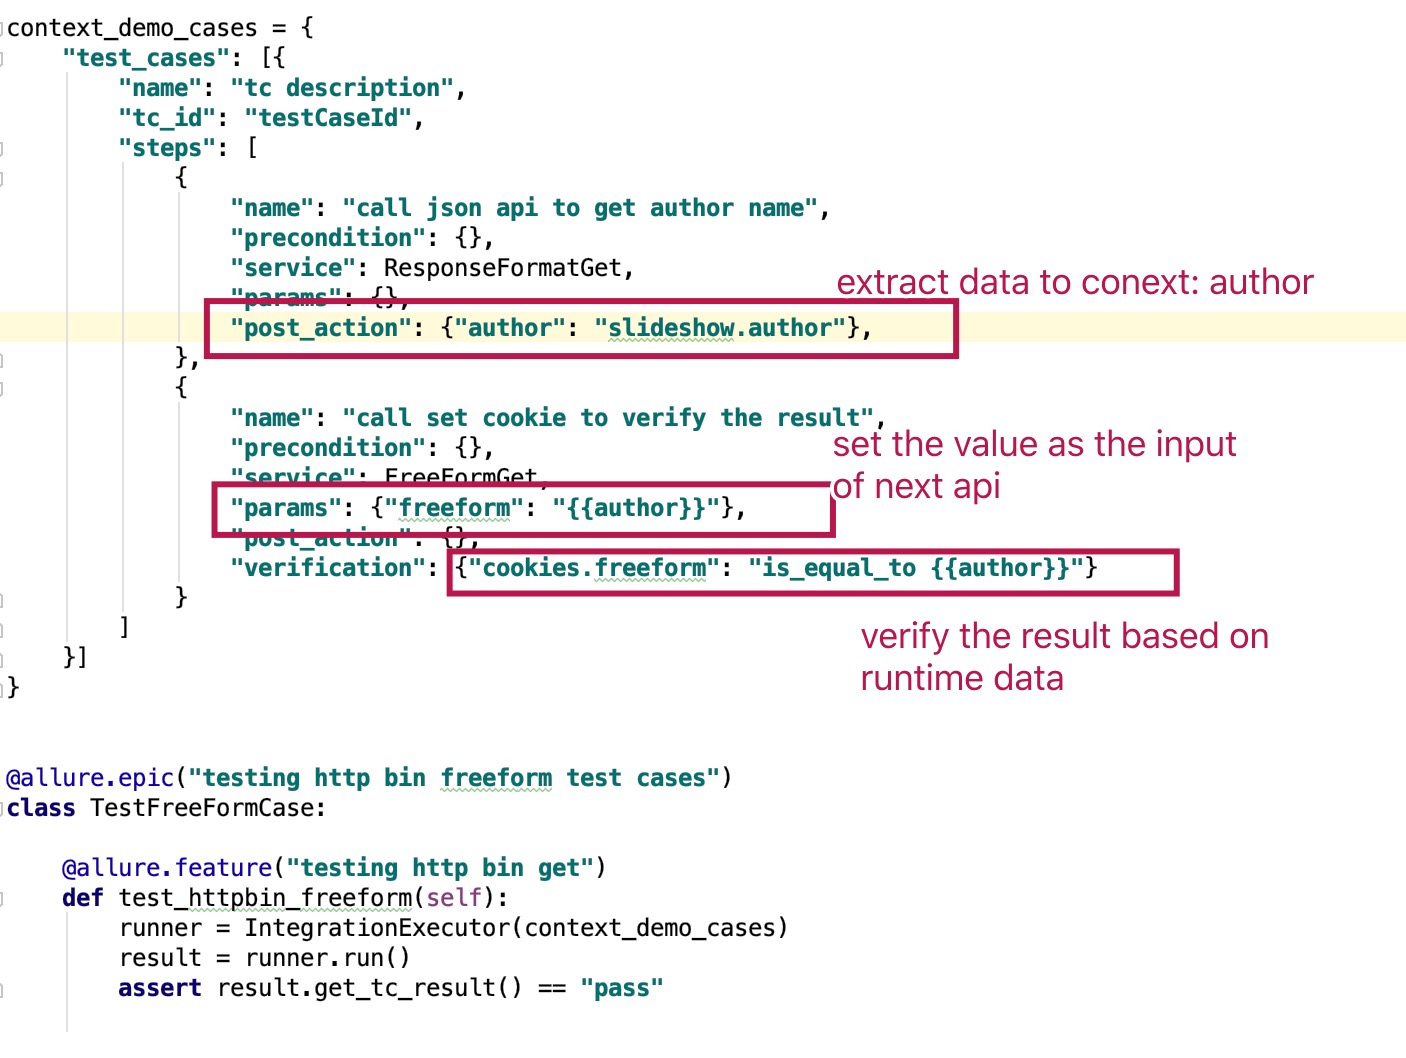 context_demo_cases = {
"test_cases": [{
"name": "tc description",
"tc_id": "testCaseId",
"steps": [
{
"name": "call json api to get author name",
"precondition": {},
"service": ResponseFormatGet,
extract data to conext: author
"params": {},
"post_action": {"author": "slideshow.author"},
},
{
"name": "call set cookie to verify the result",
"precondition": {},
set the value as the input
of next api
"service": FreeFormGet,
"params": {"freeform": "{{author}}"},
"post_action": {},
"verification": {"cookies.freeform": "is_equal_to {{author}}"}
}
]
verify the result based on
runtime data
}]
}
@allure.epic("testing http bin freeform test cases")
class TestFreeFormCase:
@allure.feature("testing http bin get")
def test_httpbin_freeform(self):
runner = IntegrationExecutor(context_demo_cases)
result = runner.run()
assert result.get_tc_result() == "pass"